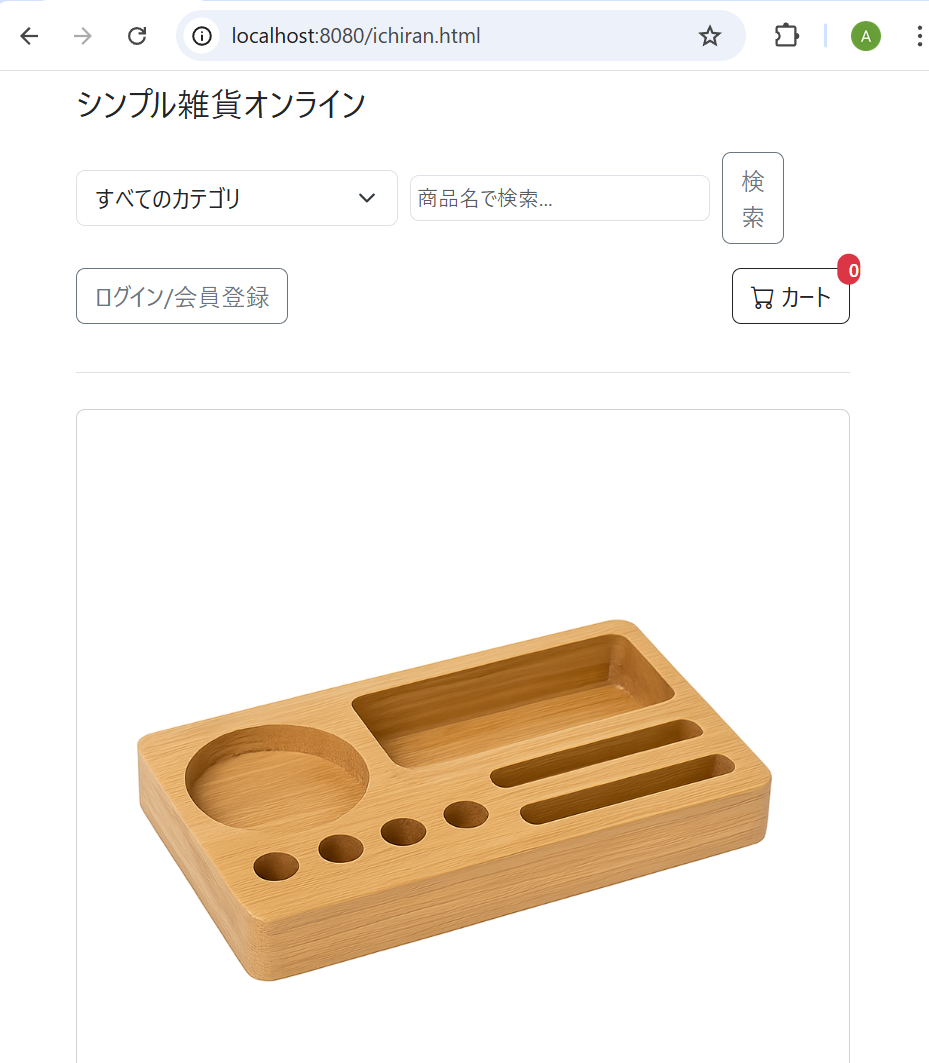 localhost:8080/ichiran.html
A
シンプル雑貨オンライン
すべてのカテゴリ
商品名で検索...
検
索
ログイン/会員登録
カート
0